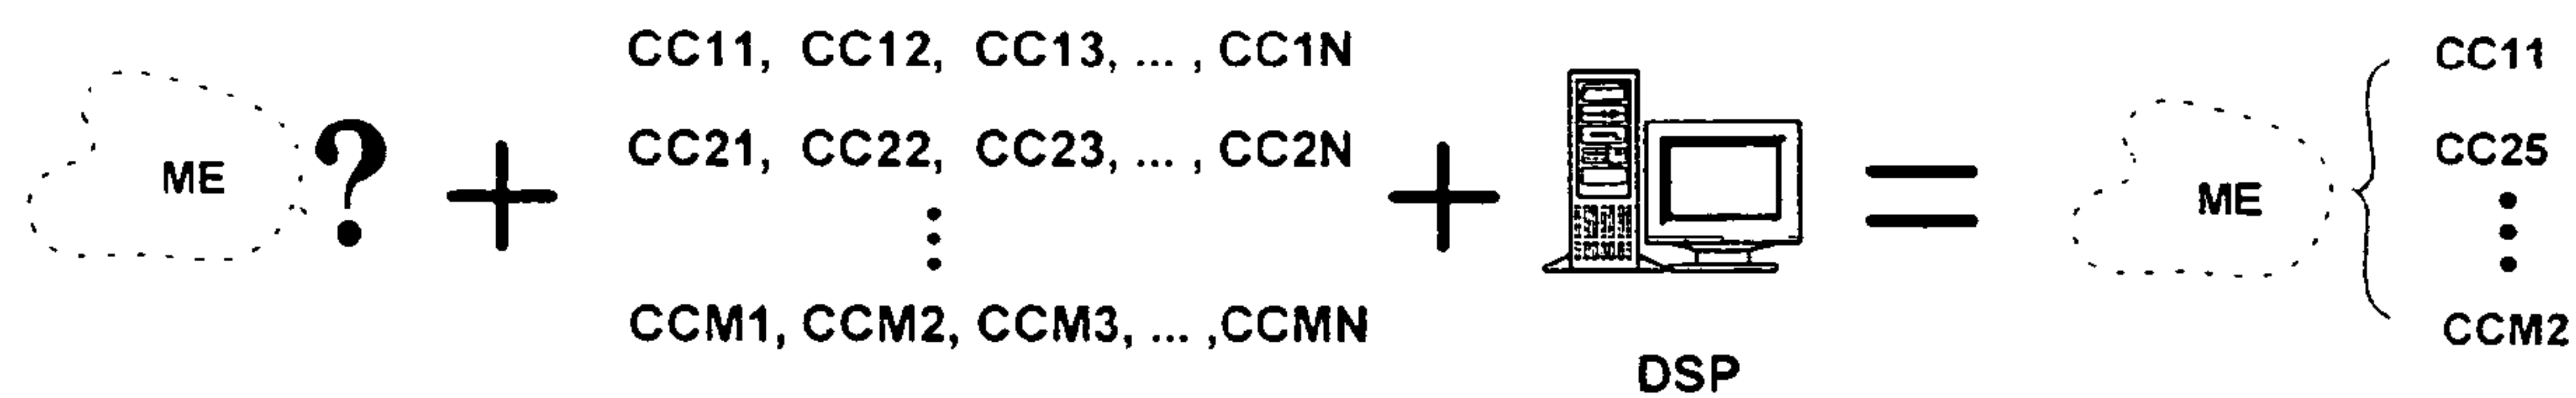 CC11, CC12, CC13, ... , CC1N
CC21, CC22, CC23, ... , CC2N
ME ?
CCM1, CCM2, CCM3, ... ,CCMN
DSP
CC11
CC25
ME
CCM2